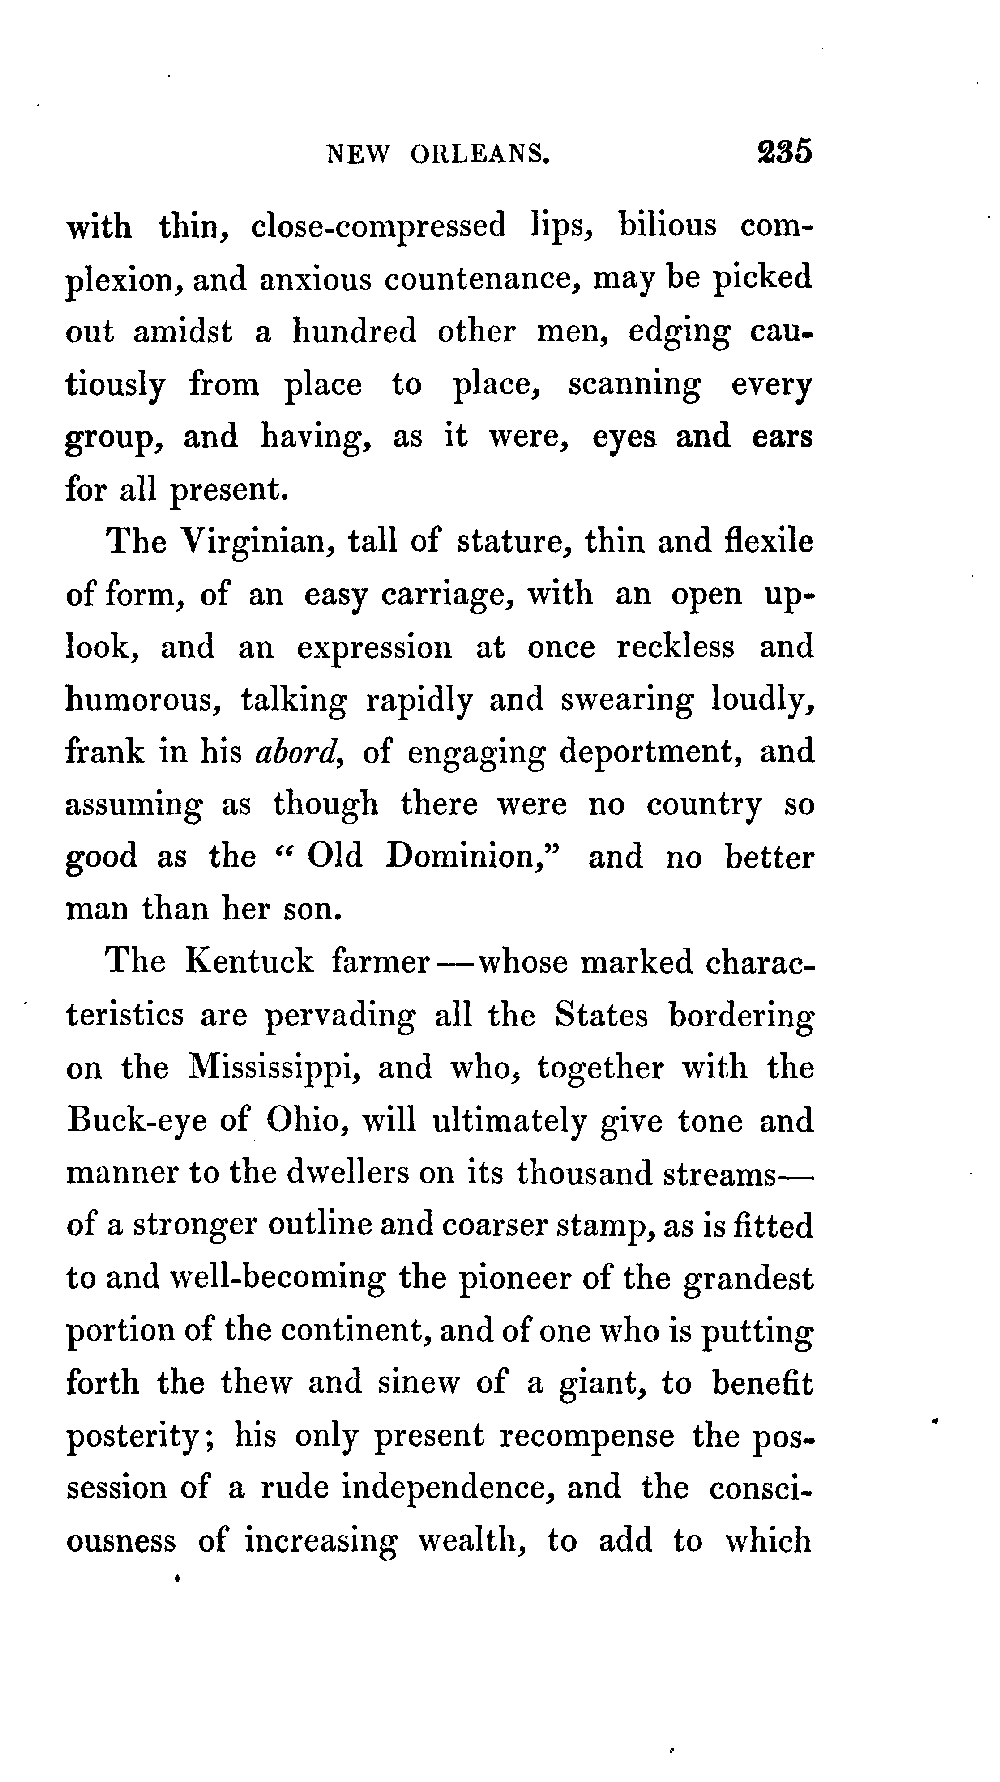 NEW ORLEANS. 235
with thin, close-compressed lips, bilious com-
plexion, and anxious countenance, may be picked
out amidst a hundred other men, edging cau-
tiously from place to place, scanning every
group, and having, as it were, eyes and ears
for all present.
The Virginian, tall of stature, thin and flexile
of form, of an easy carriage, with an open up-
look, and an expression at once reckless and
humorous, talking rapidly and swearing loudly,
frank in his abord, of engaging deportment, and
assuming as though there were no country so
good as the “ Old Dominion,” and no better
man than her son.
The Kentuck farmer—whose marked charac-
teristics are pervading all the States bordering
on the Mississippi, and who, together with the
Buck-eye of Ohio, will ultimately give tone and
manner to the dwellers on its thousand streams—
of a stronger outline and coarser stamp, as is fitted
to and well-becoming the pioneer of the grandest
portion of the continent, and of one who is putting
forth the thew and sinew of a giant, to benefit
posterity; his only present recompense the pos-
session of a rude independence, and the consci-
ousness of increasing wealth, to add to which